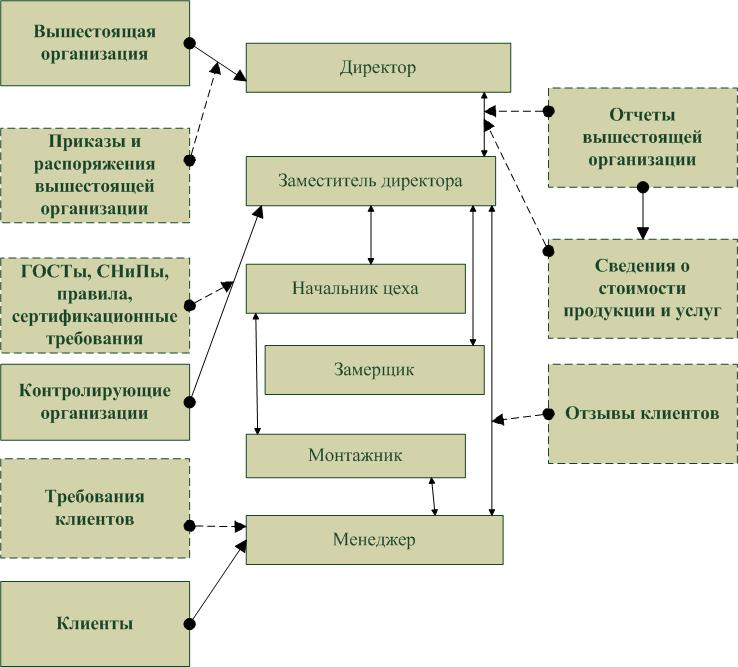 Вышестоящая
организация
Директор
Приказы и
распоряжения
вышестоящей
организации
Отчеты
вышестоящей
организации
Заместитель директора
ГОСТы, СНиПы,
правила,
сертификационные
требования
Начальник цеха
Сведения о
стоимости
продукции и услуг
Замерщик
Контролирующие
организации
Отзывы клиентов
Монтажник
Требования
клиентов
Менеджер
Клиенты